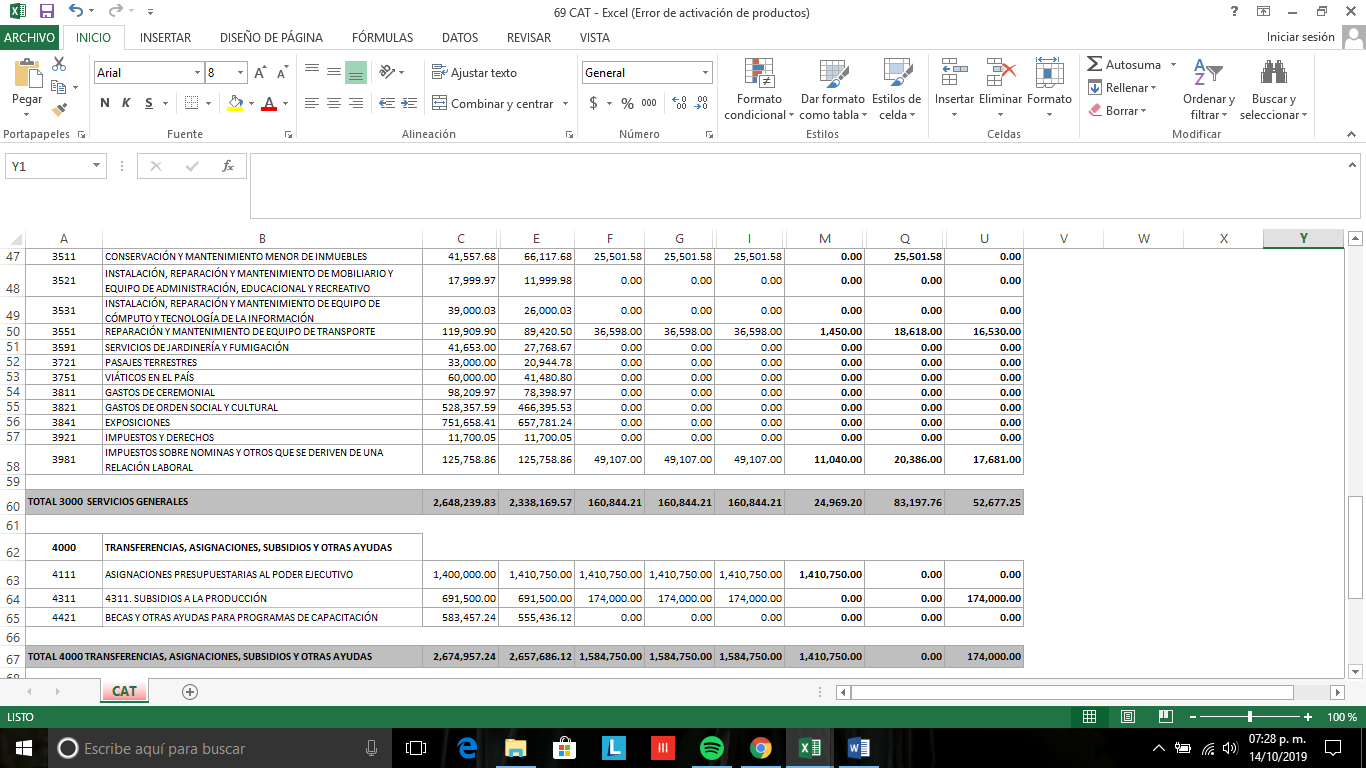 69 CAT - Excel (Error de activación de productos)
ARCHIVO INICIO INSERTAR DISEÑO DE PÁGINA FÓRMULAS DATOS REVISAR VISTA Iniciar sesión
Pegar
Arial 8
N K S
Ajustar texto
Combinar y centrar
General
$ % 000
Formato condicional
Dar formato como tabla
Estilos de celda
Insertar Eliminar Formato
Autosuma
Rellenar
Borrar
Ordenar y filtrar
Buscar y seleccionar
Portapapeles Fuente Alineación Número Estilos Celdas Modificar
Y1 fx
A B C E F G I M Q U V W X Y
47 3511 CONSERVACIÓN Y MANTENIMIENTO MENOR DE INMUEBLES 41,557.68 66,117.68 25,501.58 25,501.58 25,501.58 0.00 25,501.58 0.00
48 3521 INSTALACIÓN, REPARACIÓN Y MANTENIMIENTO DE MOBILIARIO Y
EQUIPO DE ADMINISTRACIÓN, EDUCACIONAL Y RECREATIVO 17,999.97 11,999.98 0.00 0.00 0.00 0.00 0.00 0.00
49 3531 INSTALACIÓN, REPARACIÓN Y MANTENIMIENTO DE EQUIPO DE
CÓMPUTO Y TECNOLOGÍA DE LA INFORMACIÓN 39,000.03 26,000.03 0.00 0.00 0.00 0.00 0.00 0.00
50 3551 REPARACIÓN Y MANTENIMIENTO DE EQUIPO DE TRANSPORTE 119,909.90 89,420.50 36,598.00 36,598.00 36,598.00 1,450.00 18,618.00 16,530.00
51 3591 SERVICIOS DE JARDINERÍA Y FUMIGACIÓN 41,653.00 27,768.67 0.00 0.00 0.00 0.00 0.00 0.00
52 3721 PASAJES TERRESTRES 33,000.00 20,944.78 0.00 0.00 0.00 0.00 0.00 0.00
53 3751 VIÁTICOS EN EL PAÍS 60,000.00 41,480.80 0.00 0.00 0.00 0.00 0.00 0.00
54 3811 GASTOS DE CEREMONIAL 98,209.97 78,398.97 0.00 0.00 0.00 0.00 0.00 0.00
55 3821 GASTOS DE ORDEN SOCIAL Y CULTURAL 528,357.59 466,395.53 0.00 0.00 0.00 0.00 0.00 0.00
56 3841 EXPOSICIONES 751,658.41 657,781.24 0.00 0.00 0.00 0.00 0.00 0.00
57 3921 IMPUESTOS Y DERECHOS 11,700.05 11,700.05 0.00 0.00 0.00 0.00 0.00 0.00
58 3981 IMPUESTOS SOBRE NOMINAS Y OTROS QUE SE DERIVEN DE UNA
RELACIÓN LABORAL 125,758.86 125,758.86 49,107.00 49,107.00 49,107.00 11,040.00 20,386.00 17,681.00
59
60 TOTAL 3000 SERVICIOS GENERALES 2,648,239.83 2,338,169.57 160,844.21 160,844.21 160,844.21 24,969.20 83,197.76 52,677.25
61
62 4000 TRANSFERENCIAS, ASIGNACIONES, SUBSIDIOS Y OTRAS AYUDAS
63 4111 ASIGNACIONES PRESUPUESTARIAS AL PODER EJECUTIVO 1,400,000.00 1,410,750.00 1,410,750.00 1,410,750.00 1,410,750.00 1,410,750.00 0.00 0.00
64 4311 4311. SUBSIDIOS A LA PRODUCCIÓN 691,500.00 691,500.00 174,000.00 174,000.00 174,000.00 0.00 0.00 174,000.00
65 4421 BECAS Y OTRAS AYUDAS PARA PROGRAMAS DE CAPACITACIÓN 583,457.24 555,436.12 0.00 0.00 0.00 0.00 0.00 0.00
66
67 TOTAL 4000 TRANSFERENCIAS, ASIGNACIONES, SUBSIDIOS Y OTRAS AYUDAS 2,674,957.24 2,657,686.12 1,584,750.00 1,584,750.00 1,584,750.00 1,410,750.00 0.00 174,000.00
68
CAT
LISTO 100 %
Escribe aquí para buscar
07:28 p. m.
14/10/2019